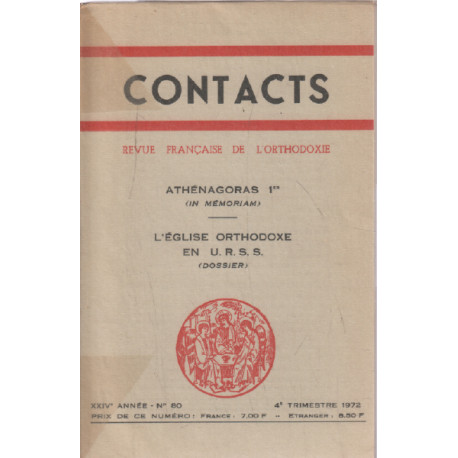 CONTACTS
REVUE FRANÇAISE DE L'ORTHODOXIE
ATHÉNAGORAS 1er
(IN MÉMORIAM)
L'ÉGLISE ORTHODOXE
EN U. R. S. S.
(DOSSIER)
XXIVe ANNÉE - No 80
4e TRIMESTRE 1972
PRIX DE CE NUMÉRO : FRANCE - 7,00 F - ETRANGER - 8,50 F